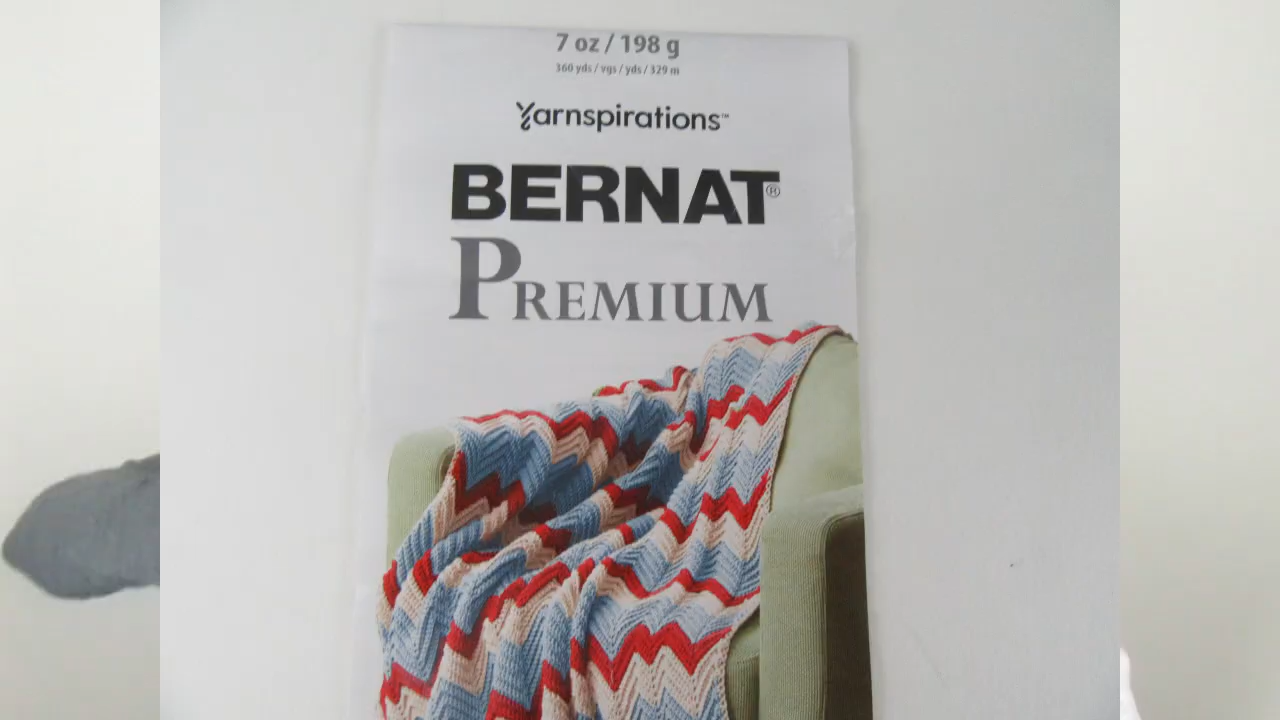 7 oz / 198 g
360 yds / vgs / yds / 329 m
Yarnspirations™
BERNAT®
PREMIUM